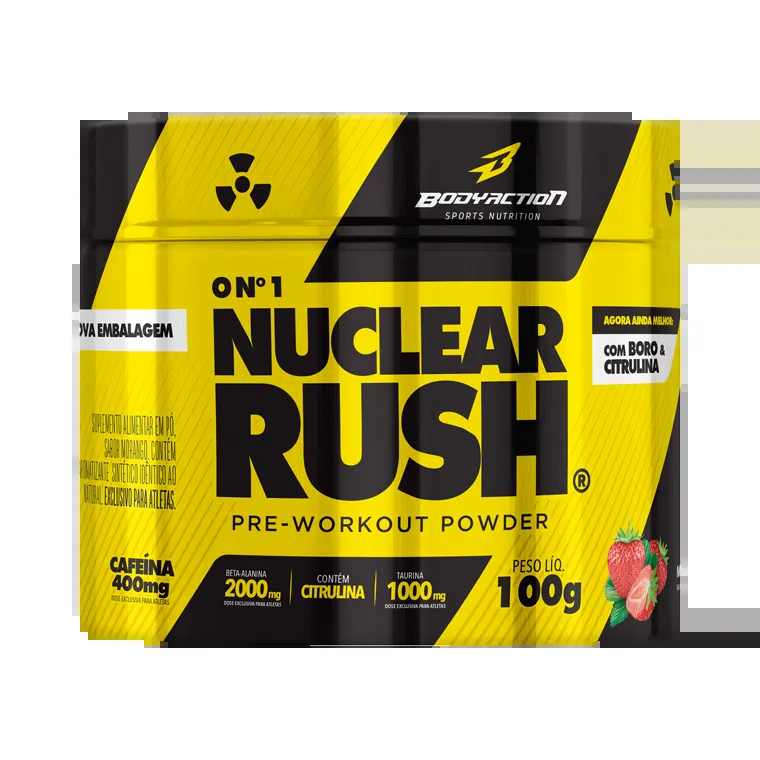 BODYACTION
SPORTS NUTRITION
O Nº 1
NUCLEAR
RUSH®
PRE-WORKOUT POWDER
OVA EMBALAGEM
AGORA AINDA MELHOR:
COM BORO &
CITRULINA
SUPLEMENTO ALIMENTAR EM PÓ,
SABOR MORANGO. CONTÉM
AROMATIZANTE SINTÉTICO IDÊNTICO AO
NATURAL. EXCLUSIVO PARA ATLETAS.
CAFEÍNA
400mg
DOSE EXCLUSIVA PARA ATLETAS
BETA-ALANINA
2000mg
DOSE EXCLUSIVA PARA ATLETAS
CONTÉM
CITRULINA
TAURINA
1000mg
DOSE EXCLUSIVA PARA ATLETAS
PESO LÍQ.
100g